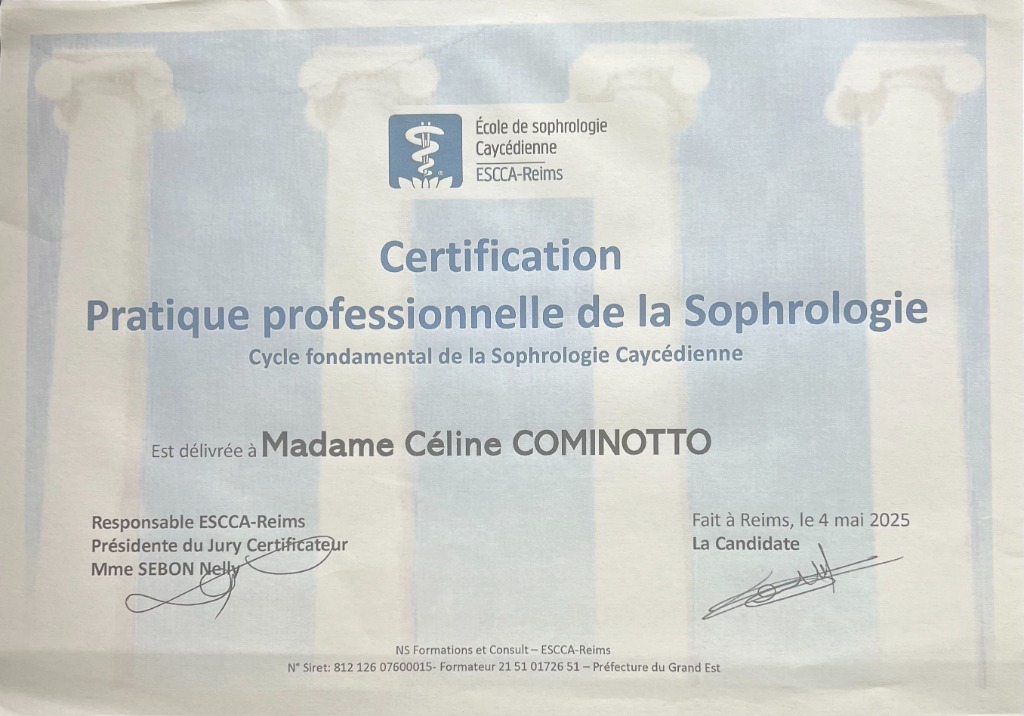 École de sophrologie
Caycédienne
ESCCA-Reims
Certification
Pratique professionnelle de la Sophrologie
Cycle fondamental de la Sophrologie Caycédienne
Est délivrée à Madame Céline COMINOTTO
Responsable ESCCA-Reims
Présidente du Jury Certificateur
Mme SEBON Nelly
Fait à Reims, le 4 mai 2025
La Candidate
NS Formations et Consult – ESCCA-Reims
N° Siret: 812 126 07600015- Formateur 21 51 01726 51 – Préfecture du Grand Est